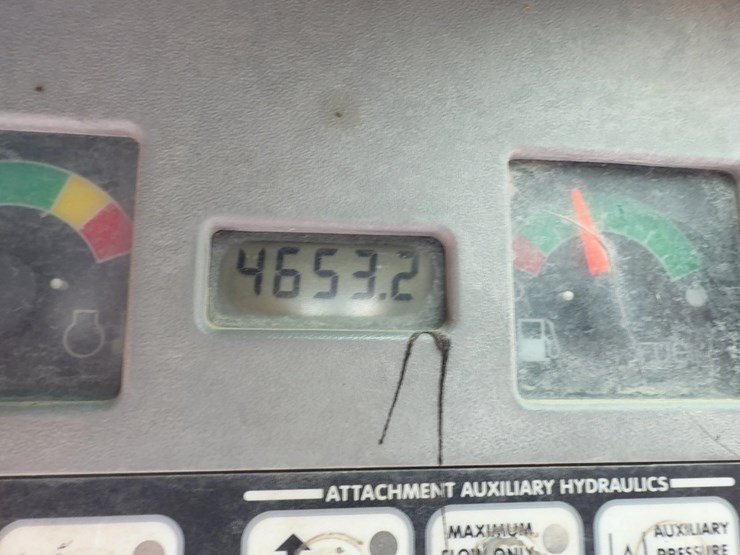 4653.2
FUEL
ATTACHMENT AUXILIARY HYDRAULICS
MAXIMUM
FLOW ONLY
AUXILIARY
PRESSURE